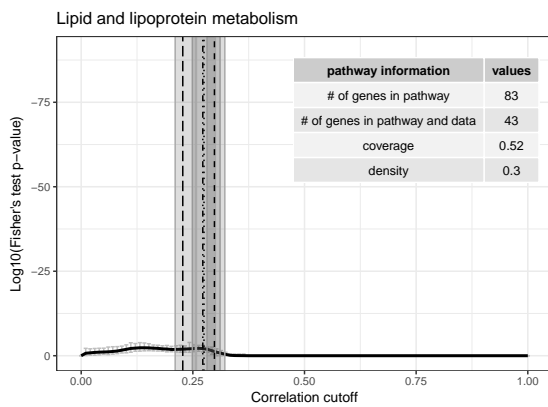 Lipid and lipoprotein metabolism
Log10(Fisher's test p−value)
−75
−50
−25
0
pathway information values
# of genes in pathway 83
# of genes in pathway and data 43
coverage 0.52
density 0.3
0.00 0.25 0.50 0.75 1.00
Correlation cutoff